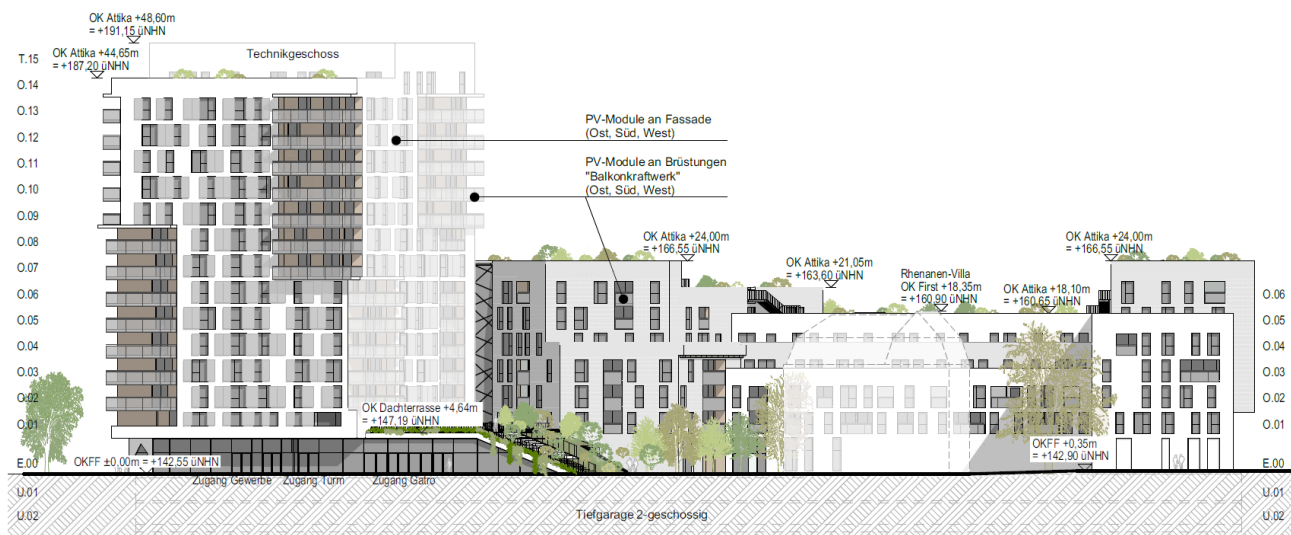 OK Attika +48,60m
= +191,15 üNHN
OK Attika +44,65m
= +187,20 üNHN
Technikgeschoss
T.15
O.14
O.13
O.12
O.11
O.10
O.09
O.08
O.07
O.06
O.05
O.04
O.03
O.02
O.01
E.00
U.01
U.02
PV-Module an Fassade
(Ost, Süd, West)
PV-Module an Brüstungen
"Balkonkraftwerk"
(Ost, Süd, West)
OK Attika +24,00m
= +166,55 üNHN
OK Attika +21,05m
= +163,60 üNHN
Rhenanen-Villa
OK First +18,35m
= +160,90 üNHN
OK Attika +18,10m
= +160,65 üNHN
OK Attika +24,00m
= +166,55 üNHN
OK Dachterrasse +4,64m
= +147,19 üNHN
OKFF ±0,00m = +142,55 üNHN
OKFF +0,35m
= +142,90 üNHN
Zugang Gewerbe
Zugang Turm
Zugang Gatro
Tiefgarage 2-geschossig
O.06
O.05
O.04
O.03
O.02
O.01
E.00
U.01
U.02